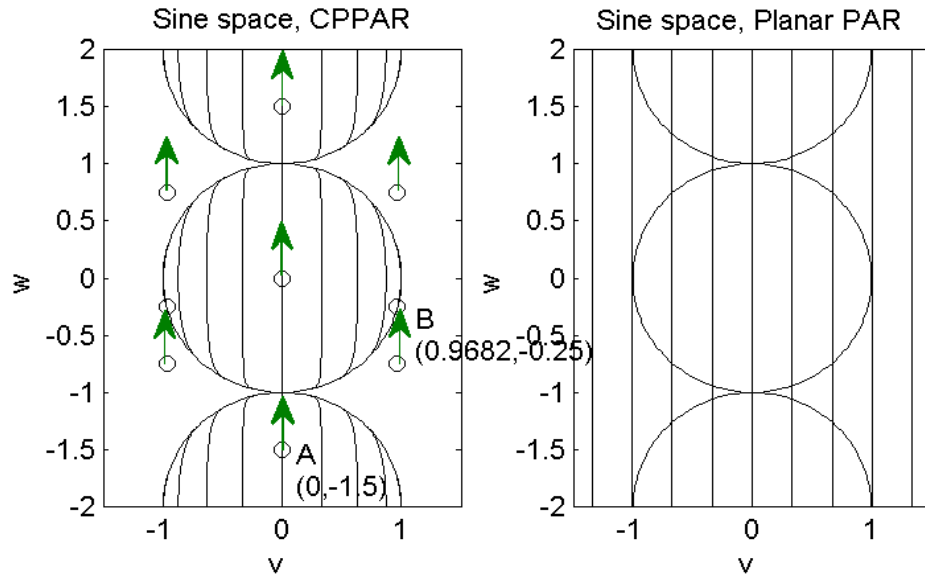 Sine space, CPPAR
2
1.5
1
0.5
0
-0.5
-1
-1.5
-2
w
-1 0 1
v
B
(0.9682,-0.25)
A
(0,-1.5)
Sine space, Planar PAR
2
1.5
1
0.5
0
-0.5
-1
-1.5
-2
w
-1 0 1
v